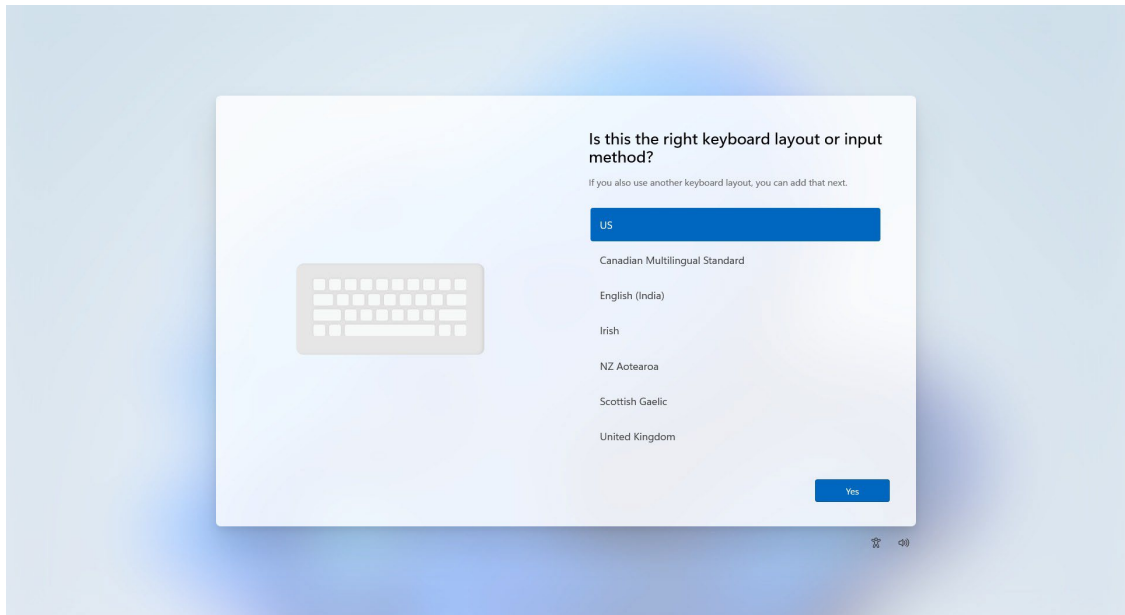 Is this the right keyboard layout or input
method?
If you also use another keyboard layout, you can add that next.
US
Canadian Multilingual Standard
English (India)
Irish
NZ Aotearoa
Scottish Gaelic
United Kingdom
Yes